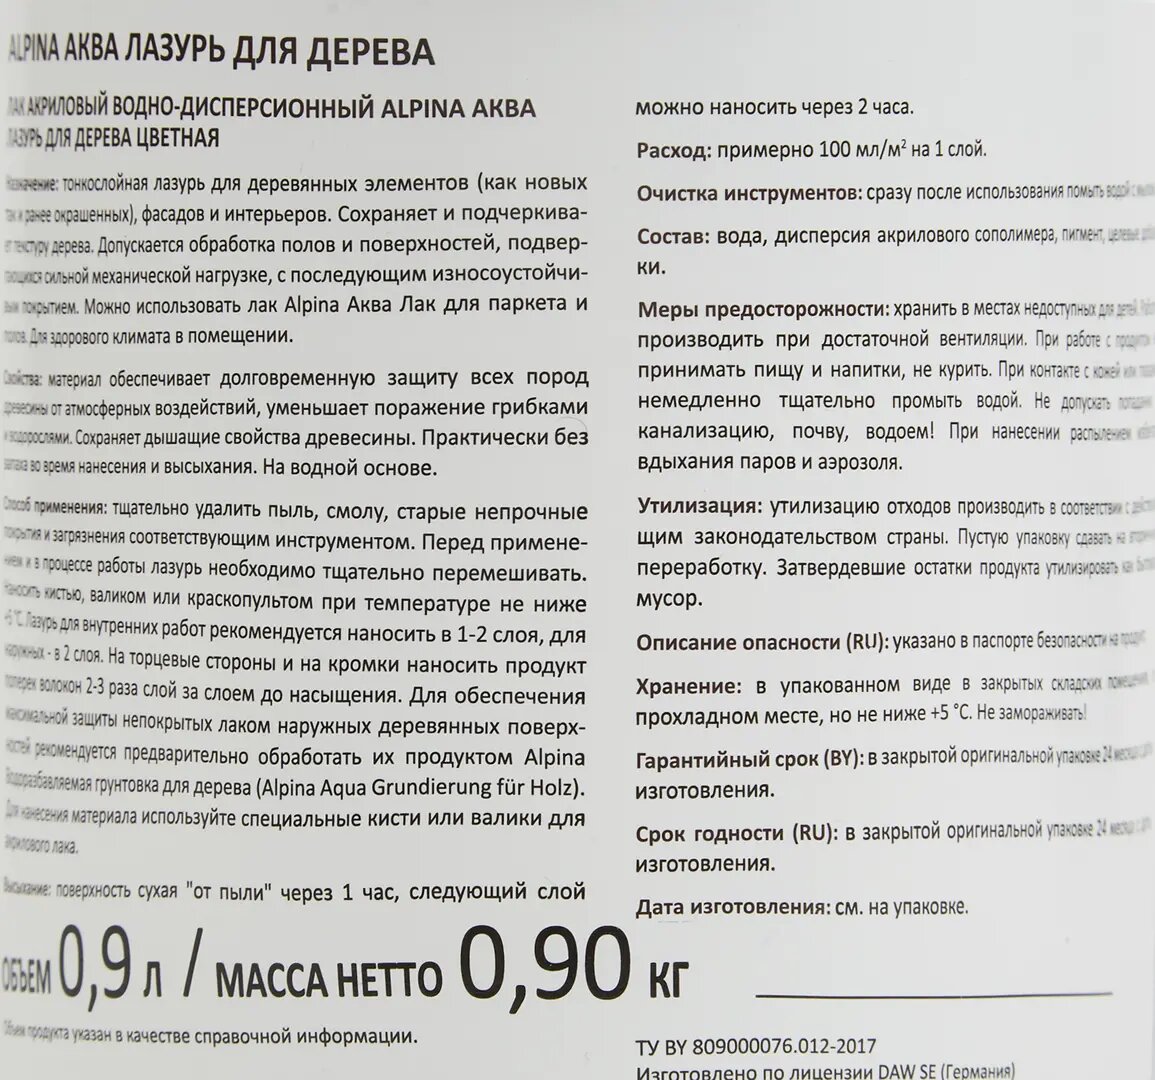 ALPINA АКВА ЛАЗУРЬ ДЛЯ ДЕРЕВА
ЛАК АКРИЛОВЫЙ ВОДНО-ДИСПЕРСИОННЫЙ ALPINA АКВА
ЛАЗУРЬ ДЛЯ ДЕРЕВА ЦВЕТНАЯ
Назначение: тонкослойная лазурь для деревянных элементов (как новых
так и ранее окрашенных), фасадов и интерьеров. Сохраняет и подчеркива-
ет текстуру дерева. Допускается обработка полов и поверхностей, подвер-
гающихся сильной механической нагрузке, с последующим износоустойчи-
вым покрытием. Можно использовать лак Alpina Аква Лак для паркета и
полов. Для здорового климата в помещении.
Свойства: материал обеспечивает долговременную защиту всех пород
древесины от атмосферных воздействий, уменьшает поражение грибками
и водорослями. Сохраняет дышащие свойства древесины. Практически без
запаха во время нанесения и высыхания. На водной основе.
Способ применения: тщательно удалить пыль, смолу, старые непрочные
покрытия и загрязнения соответствующим инструментом. Перед примене-
нием и в процессе работы лазурь необходимо тщательно перемешивать.
Наносить кистью, валиком или краскопультом при температуре не ниже
+5 °C. Лазурь для внутренних работ рекомендуется наносить в 1-2 слоя, для
наружных - в 2 слоя. На торцевые стороны и на кромки наносить продукт
поперек волокон 2-3 раза слой за слоем до насыщения. Для обеспечения
максимальной защиты непокрытых лаком наружных деревянных поверх-
ностей рекомендуется предварительно обработать их продуктом Alpina
Водоразбавляемая грунтовка для дерева (Alpina Aqua Grundierung für Holz).
Для нанесения материала используйте специальные кисти или валики для
акрилового лака.
Высыхание: поверхность сухая "от пыли" через 1 час, следующий слой
можно наносить через 2 часа.
Расход: примерно 100 мл/м² на 1 слой.
Очистка инструментов: сразу после использования помыть водой с
Состав: вода, дисперсия акрилового сополимера, пигмент, целевые
ки.
Меры предосторожности: хранить в местах недоступных для детей.
производить при достаточной вентиляции. При работе с продуктом
принимать пищу и напитки, не курить. При контакте с кожей или
немедленно тщательно промыть водой. Не допускать попадания
канализацию, почву, водоем! При нанесении распылением
вдыхания паров и аэрозоля.
Утилизация: утилизацию отходов производить в соответствии с
щим законодательством страны. Пустую упаковку сдавать на
переработку. Затвердевшие остатки продукта утилизировать как
мусор.
Описание опасности (RU): указано в паспорте безопасности на
Хранение: в упакованном виде в закрытых складских
прохладном месте, но не ниже +5 °C. Не замораживать!
Гарантийный срок (BY): в закрытой оригинальной упаковке 24 месяца с
изготовления.
Срок годности (RU): в закрытой оригинальной упаковке 24 месяца с
изготовления.
Дата изготовления: см. на упаковке.
ОБЪЕМ 0,9 л / МАССА НЕТТО 0,90 кг
Объем продукта указан в качестве справочной информации.
ТУ BY 809000076.012-2017
Изготовлено по лицензии DAW SE (Германия)